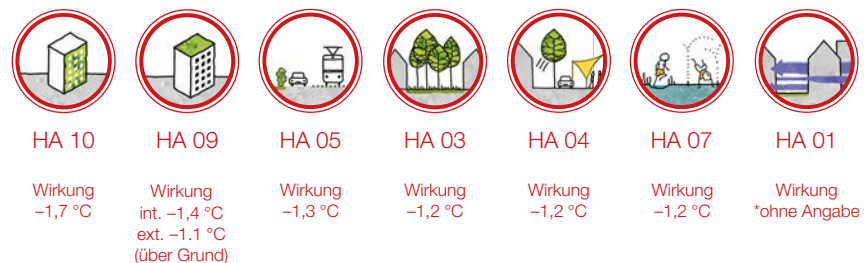 HA 10
HA 09
HA 05
HA 03
HA 04
HA 07
HA 01
Wirkung
–1,7 °C
Wirkung
int. –1,4 °C
ext. –1.1 °C
(über Grund)
Wirkung
–1,3 °C
Wirkung
–1,2 °C
Wirkung
–1,2 °C
Wirkung
–1,2 °C
Wirkung
*ohne Angabe